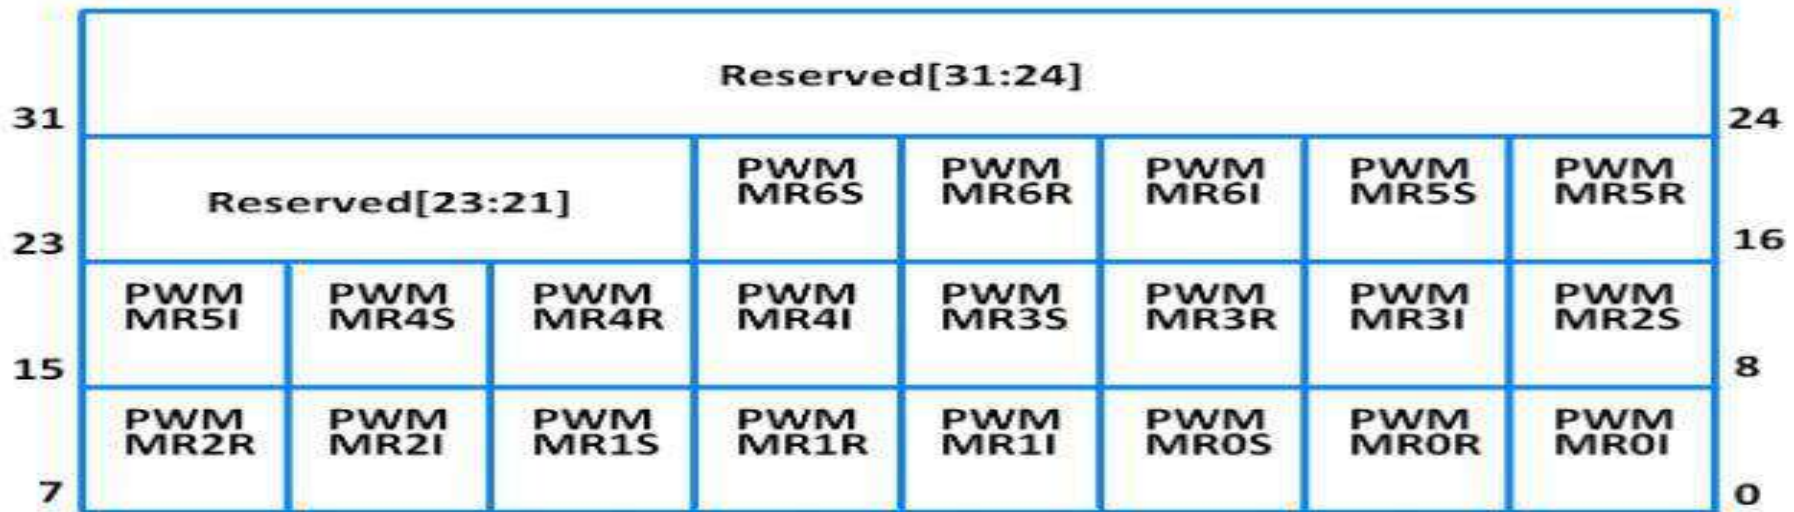 Reserved[31:24]
31 24
PWM PWM PWM PWM PWM
Reserved[23:21] MR6S MR6R MR6I MR5S MR5R
23 16
PWM PWM PWM PWM PWM PWM PWM PWM
MR5I MR4S MR4R MR4I MR3S MR3R MR3I MR2S
15 8
PWM PWM PWM PWM PWM PWM PWM PWM
MR2R MR2I MR1S MR1R MR1I MR0S MR0R MR0I
7 0